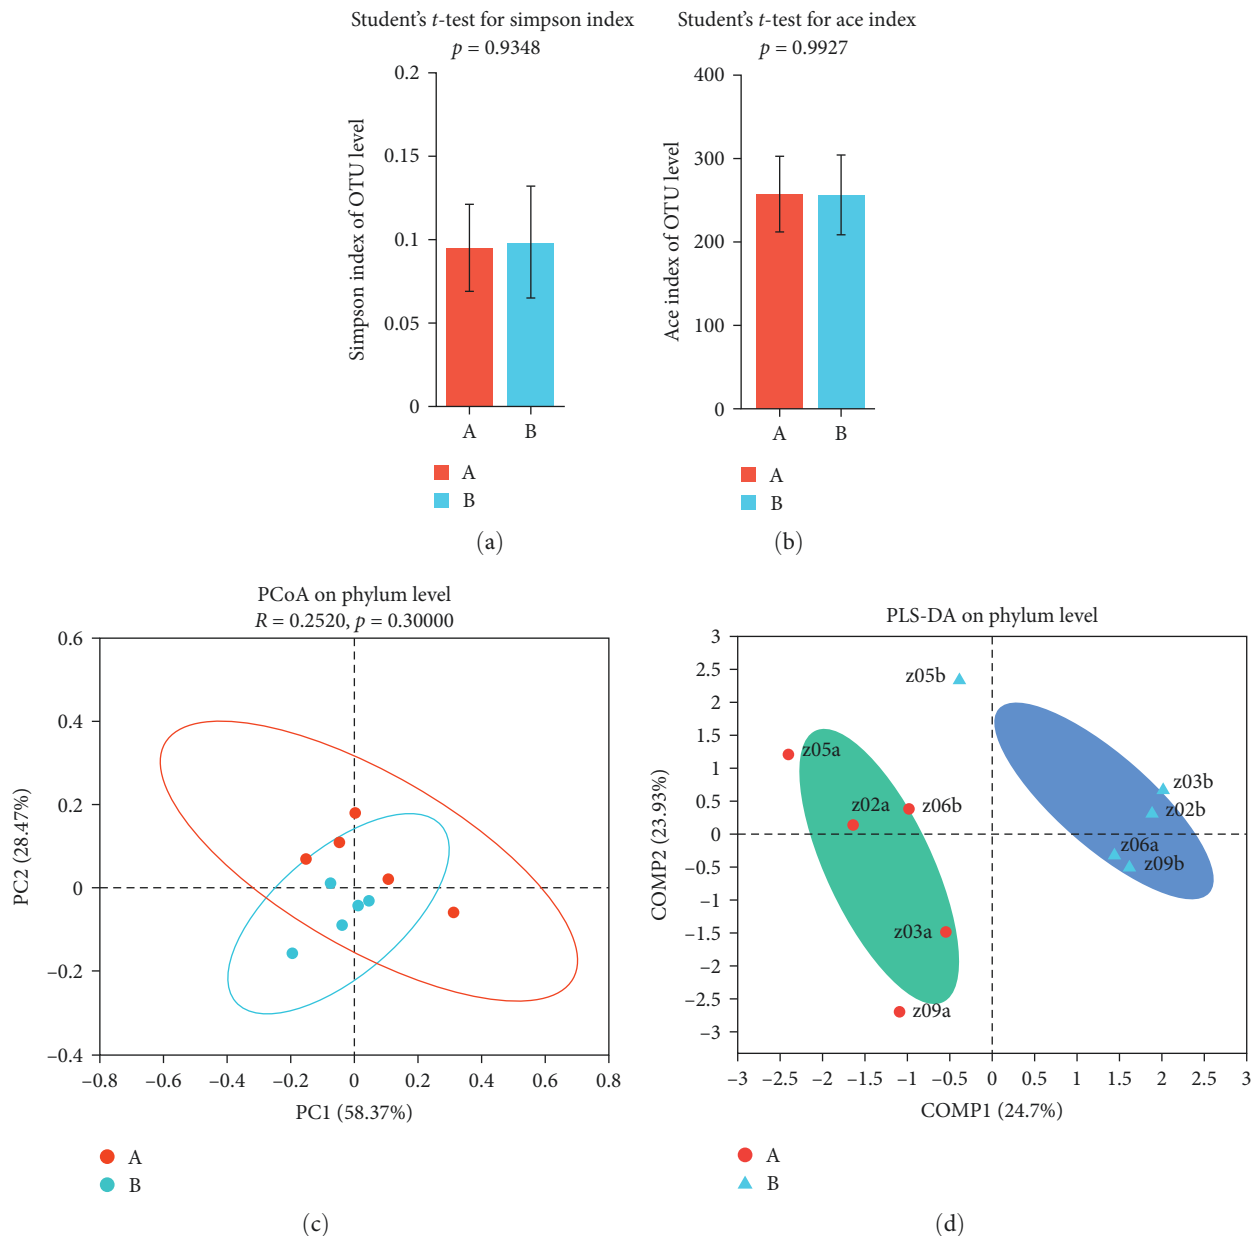 Student's t-test for simpson index
p = 0.9348
0.2
0.15
0.1
0.05
0
Simpson index of OTU level
A
B
A
B
(a)
Student's t-test for ace index
p = 0.9927
400
300
200
100
0
Ace index of OTU level
A
B
A
B
(b)
PCoA on phylum level
R = 0.2520, p = 0.30000
0.6
0.4
0.2
0
−0.2
−0.4
PC2 (28.47%)
−0.8
−0.6
−0.4
−0.2
0
0.2
0.4
0.6
0.8
PC1 (58.37%)
A
B
(c)
PLS-DA on phylum level
3
2.5
2
1.5
1
0.5
0
−0.5
−1
−1.5
−2
−2.5
−3
COMP2 (23.93%)
z05b
z05a
z02a
z06b
z03a
z09a
z03b
z02b
z06a
z09b
−3
−2.5
−2
−1.5
−1
−0.5
0
0.5
1
1.5
2
2.5
3
COMP1 (24.7%)
A
B
(d)